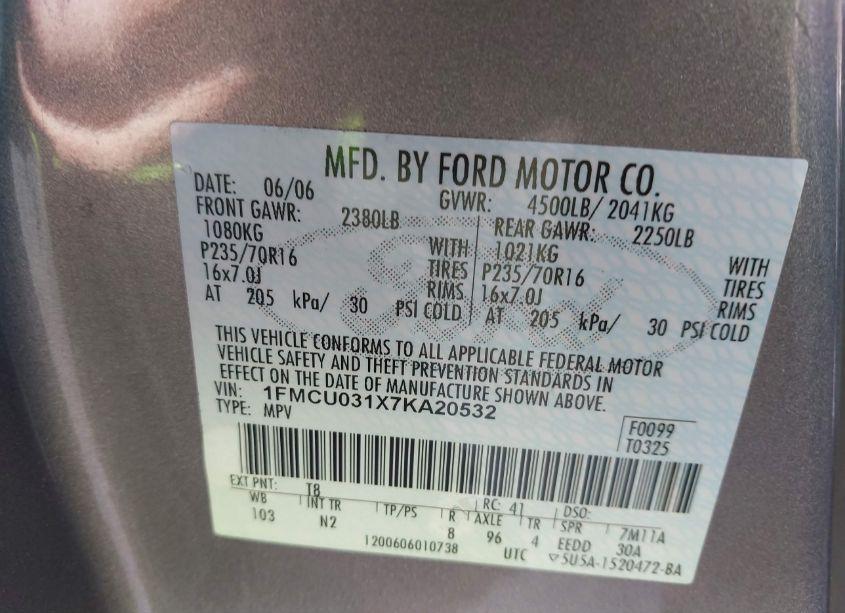 MFD. BY FORD MOTOR CO.
DATE: 06/06 GVWR: 4500LB/ 2041KG
FRONT GAWR: 2380LB REAR GAWR: 2250LB
1080KG WITH 1021KG WITH
P235/70R16 TIRES P235/70R16 TIRES
16x7.0J RIMS 16x7.0J RIMS
AT 205 kPa/ 30 PSI COLD AT 205 kPa/ 30 PSI COLD
THIS VEHICLE CONFORMS TO ALL APPLICABLE FEDERAL MOTOR
VEHICLE SAFETY AND THEFT PREVENTION STANDARDS IN
EFFECT ON THE DATE OF MANUFACTURE SHOWN ABOVE.
VIN: 1FMCU031X7KA20532
TYPE: MPV
F0099
T0325
EXT PNT: T8 RC: 41 DSO:
WB INT TR TP/PS R AXLE TR SPR 7M11A
103 N2 8 96 4 EEDD 30A
1200606010738 UTC ▽5U5A-1520472-BA
Ford